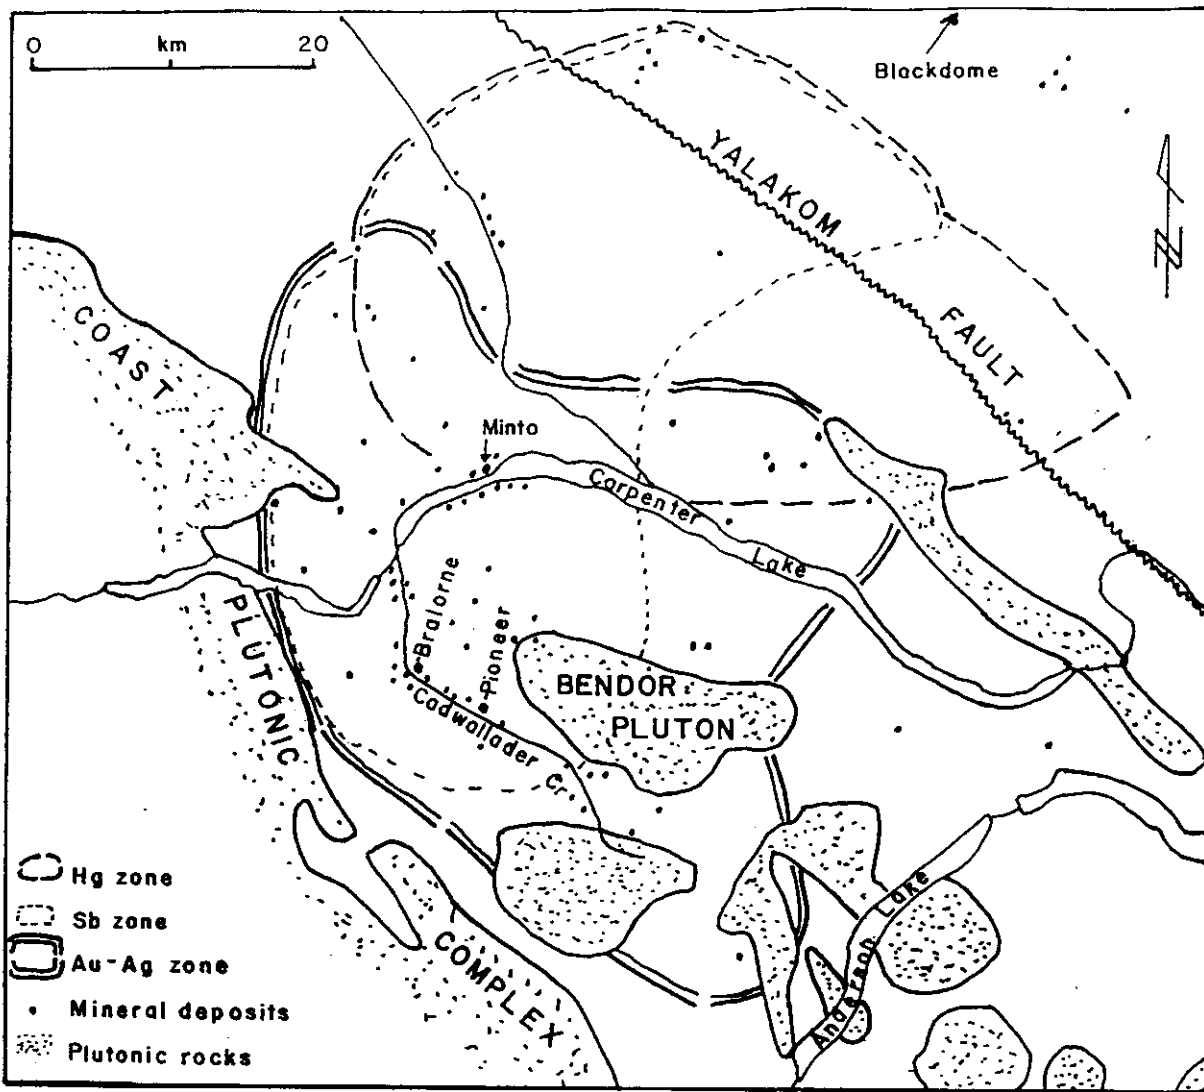 0 km 20
Blackdome
YALAKOM
FAULT
N
COAST
Minto
Carpenter
Lake
Bralorne
Pioneer
Cadwallader Cr.
PLUTONIC
BENDOR
PLUTON
Anderson Lake
COMPLEX
Hg zone
Sb zone
Au-Ag zone
Mineral deposits
Plutonic rocks